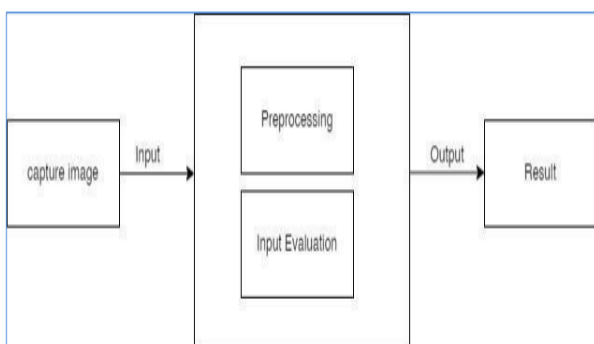 capture image
Input
Preprocessing
Input Evaluation
Output
Result